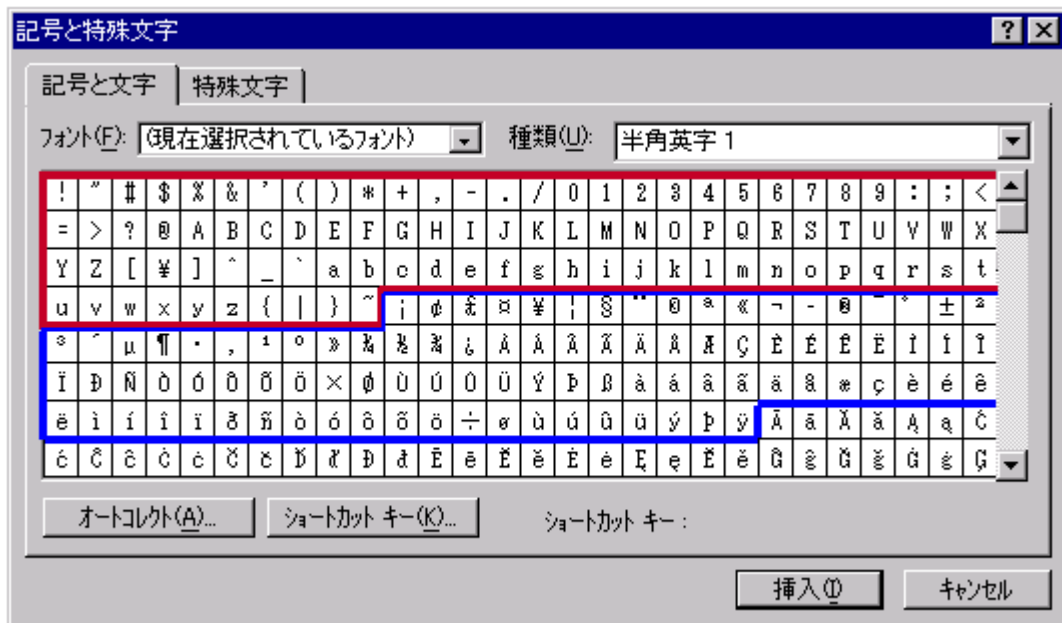 記号と特殊文字
記号と文字 特殊文字
フォント(F): (現在選択されているフォント) 種類(U): 半角英字 1
! ″ # $ % & ’ ( ) * + , - . / 0 1 2 3 4 5 6 7 8 9 : ; <
= > ? @ A B C D E F G H I J K L M N O P Q R S T U V W X
Y Z [ ¥ ] ^ _ ` a b c d e f g h i j k l m n o p q r s t
u v w x y z { | } ~ ¡ ¢ £ ¤ ¥ ¦ § ¨ © ª « ¬ - ® ¯ ° ± ²
³ ´ µ ¶ · ¸ ¹ º » ¼ ½ ¾ ¿ À Á Â Ã Ä Å Æ Ç È É Ê Ë Ì Í Î
Ï Ð Ñ Ò Ó Ô Õ Ö × Ø Ù Ú Û Ü Ý Þ ß à á â ã ä å æ ç è é ê
ë ì í î ï ð ñ ò ó ô õ ö ÷ ø ù ú û ü ý þ ÿ Ā ā Ă ă Ą ą Ć
ć Ĉ ĉ Ċ ċ Č č Ď ď Đ đ Ē ē Ĕ ĕ Ė ė Ę ę Ě ě Ĝ ĝ Ğ ğ Ġ ġ Ģ
オートコレクト(A)... ショートカット キー(K)... ショートカット キー :
挿入(I) キャンセル